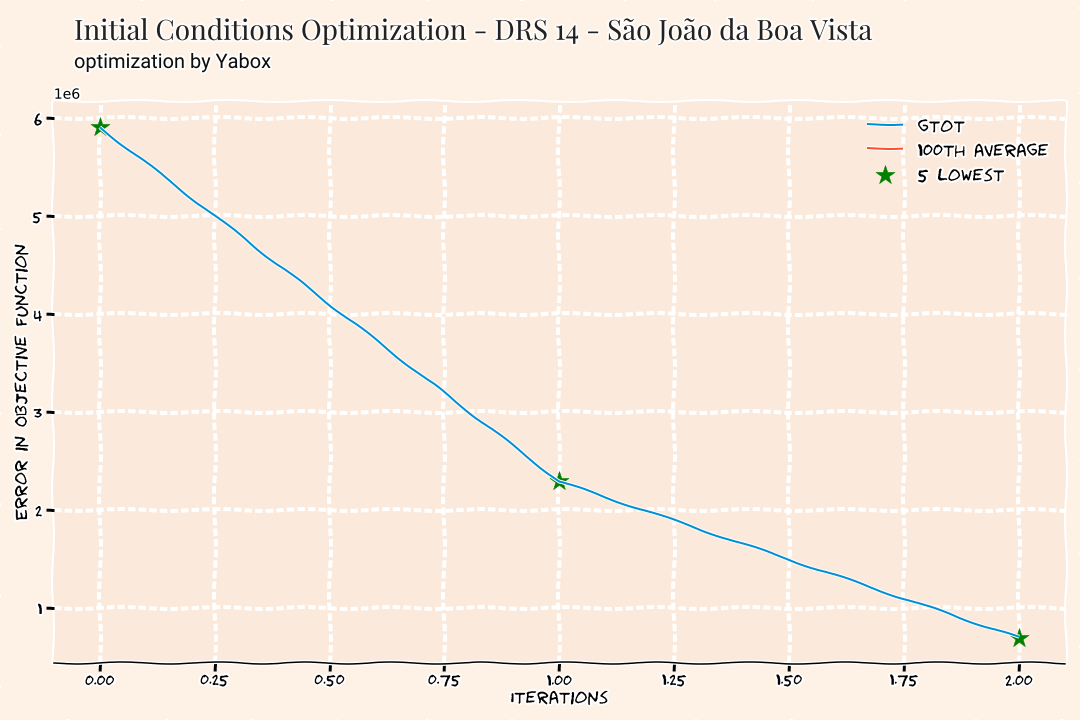 Initial Conditions Optimization - DRS 14 - São João da Boa Vista
optimization by Yabox
1e6
GTOT
100TH AVERAGE
5 LOWEST
6
5
4
3
2
1
ERROR IN OBJECTIVE FUNCTION
0.00 0.25 0.50 0.75 1.00 1.25 1.50 1.75 2.00
ITERATIONS